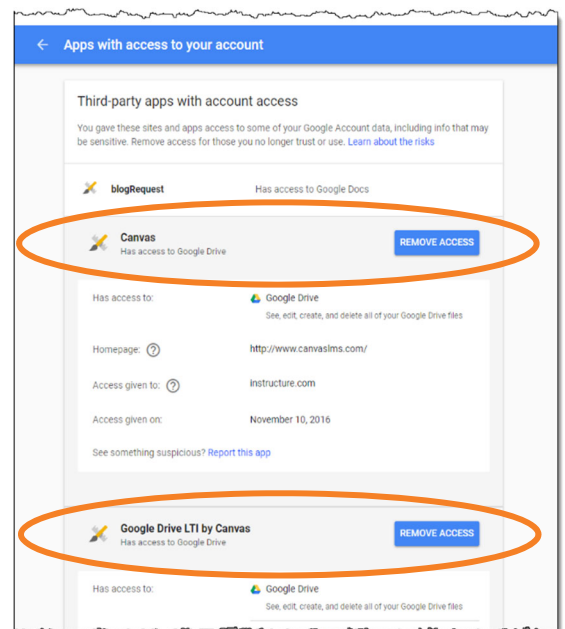 Apps with access to your account
Third-party apps with account access
You gave these sites and apps access to some of your Google Account data, including info that may
be sensitive. Remove access for those you no longer trust or use. Learn about the risks
blogRequest Has access to Google Docs
Canvas
Has access to Google Drive
REMOVE ACCESS
Has access to: Google Drive
See, edit, create, and delete all of your Google Drive files
Homepage: ? http://www.canvaslms.com/
Access given to: ? instructure.com
Access given on: November 10, 2016
See something suspicious? Report this app
Google Drive LTI by Canvas
Has access to Google Drive
REMOVE ACCESS
Has access to: Google Drive
See, edit, create, and delete all of your Google Drive files